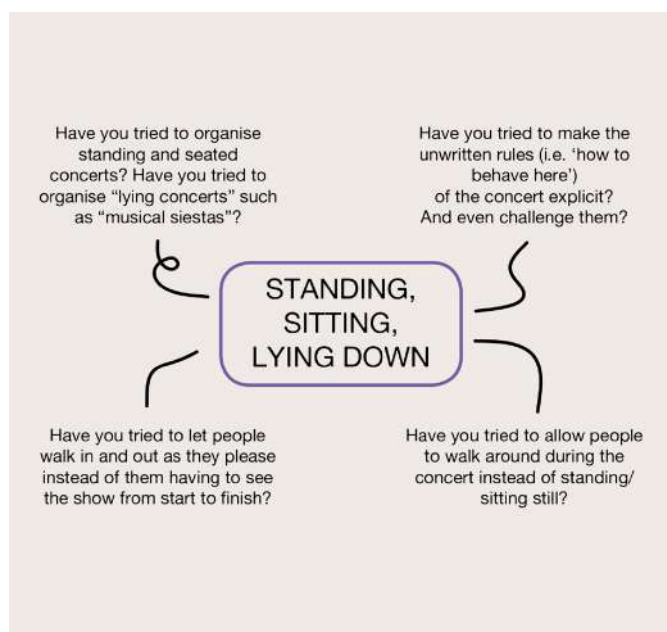 Have you tried to organise
standing and seated
concerts? Have you tried to
organise “lying concerts” such
as “musical siestas”?
Have you tried to make the
unwritten rules (i.e. ‘how to
behave here’)
of the concert explicit?
And even challenge them?
STANDING,
SITTING,
LYING DOWN
Have you tried to let people
walk in and out as they please
instead of them having to see
the show from start to finish?
Have you tried to allow people
to walk around during the
concert instead of standing/
sitting still?